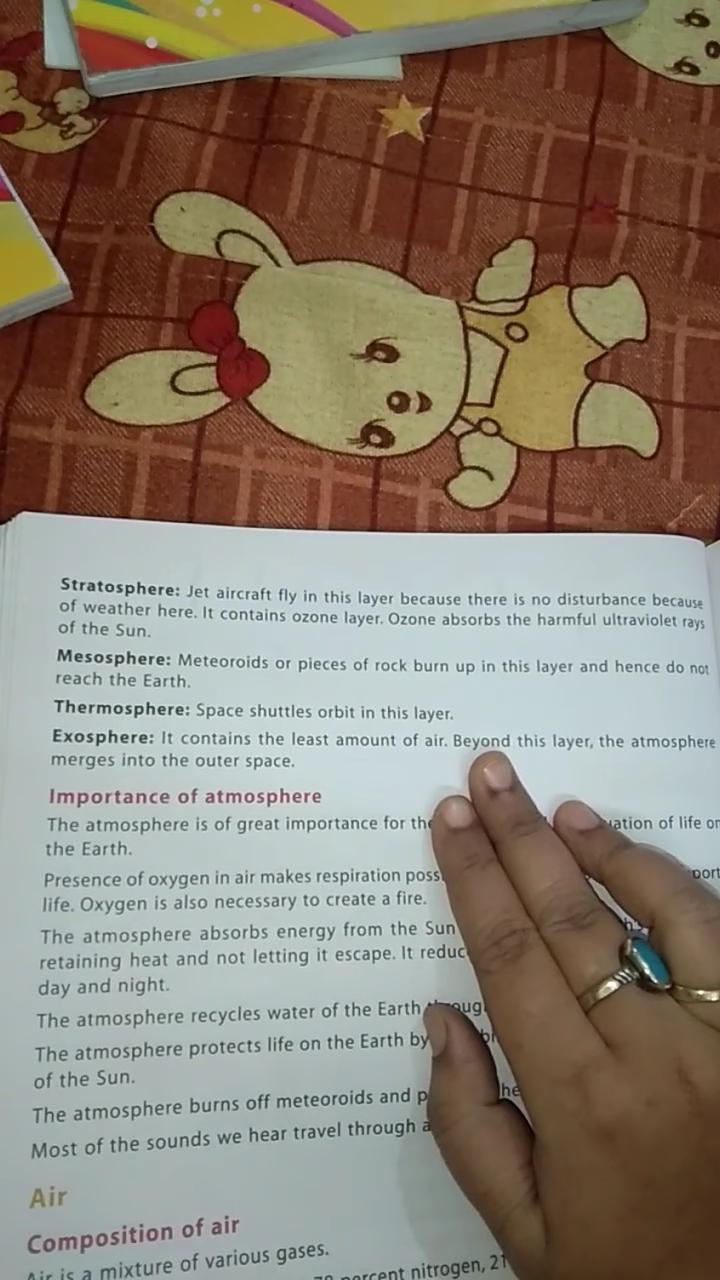 Stratosphere: Jet aircraft fly in this layer because there is no disturbance because
of weather here. It contains ozone layer. Ozone absorbs the harmful ultraviolet rays
of the Sun.
Mesosphere: Meteoroids or pieces of rock burn up in this layer and hence do not
reach the Earth.
Thermosphere: Space shuttles orbit in this layer.
Exosphere: It contains the least amount of air. Beyond this layer, the atmosphere
merges into the outer space.
Importance of atmosphere
The atmosphere is of great importance for of life
the Earth.
Presence of oxygen in air makes respiration
life. Oxygen is also necessary to create a fire.
The atmosphere absorbs energy from the Sun
retaining heat and not letting it escape. It
day and night.
The atmosphere recycles water of the Earth
The atmosphere protects life on the Earth by
of the Sun.
The atmosphere burns off meteoroids and
Most of the sounds we hear travel through
Air
Composition of air
Air is a mixture of various gases.
percent nitrogen, 21